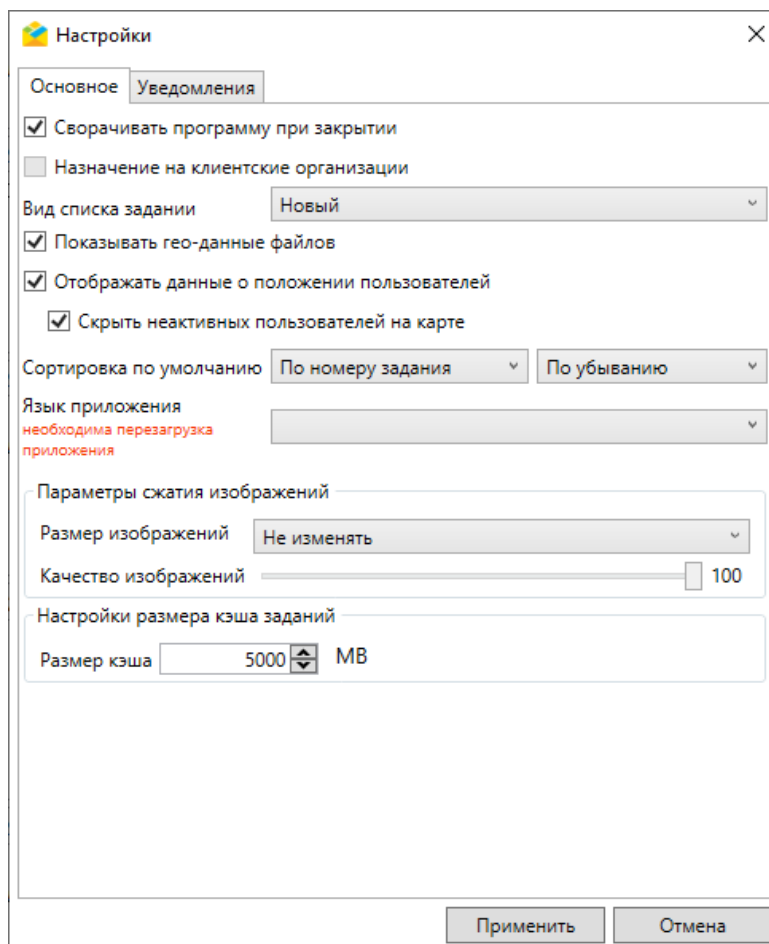 Настройки
Основное Уведомления
Сворачивать программу при закрытии
Назначение на клиентские организации
Вид списка задании Новый
Показывать гео-данные файлов
Отображать данные о положении пользователей
Скрыть неактивных пользователей на карте
Сортировка по умолчанию По номеру задания По убыванию
Язык приложения
необходима перезагрузка
приложения
Параметры сжатия изображений
Размер изображений Не изменять
Качество изображений 100
Настройки размера кэша заданий
Размер кэша 5000 MB
Применить Отмена